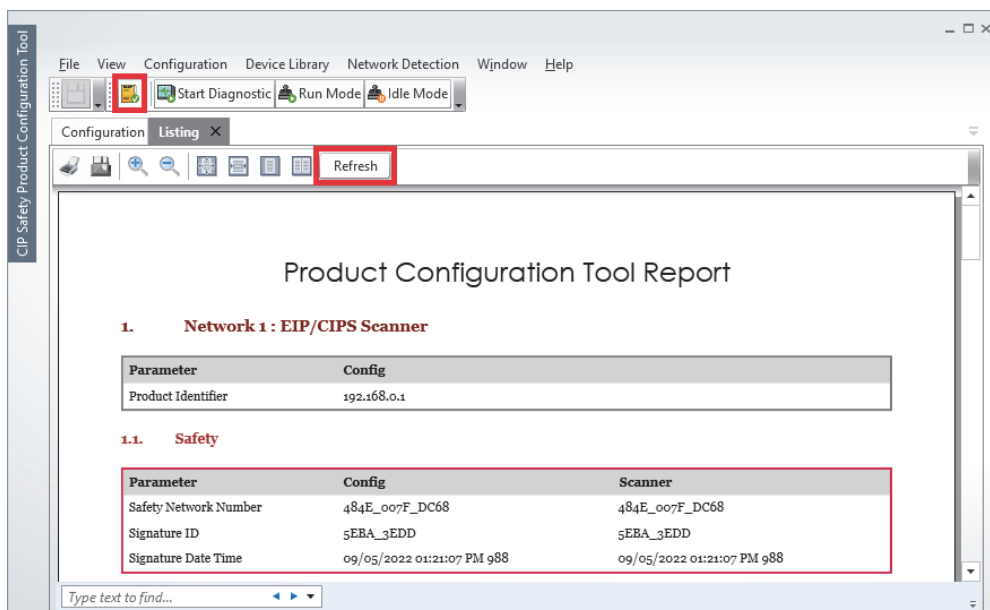 CIP Safety Product Configuration Tool
File View Configuration Device Library Network Detection Window Help
Start Diagnostic Run Mode Idle Mode
Configuration Listing
Refresh
Product Configuration Tool Report
1. Network 1 : EIP/CIPS Scanner
Parameter Config
Product Identifier 192.168.0.1
1.1. Safety
Parameter Config Scanner
Safety Network Number 484E_007F_DC68 484E_007F_DC68
Signature ID 5EBA_3EDD 5EBA_3EDD
Signature Date Time 09/05/2022 01:21:07 PM 988 09/05/2022 01:21:07 PM 988
Type text to find...